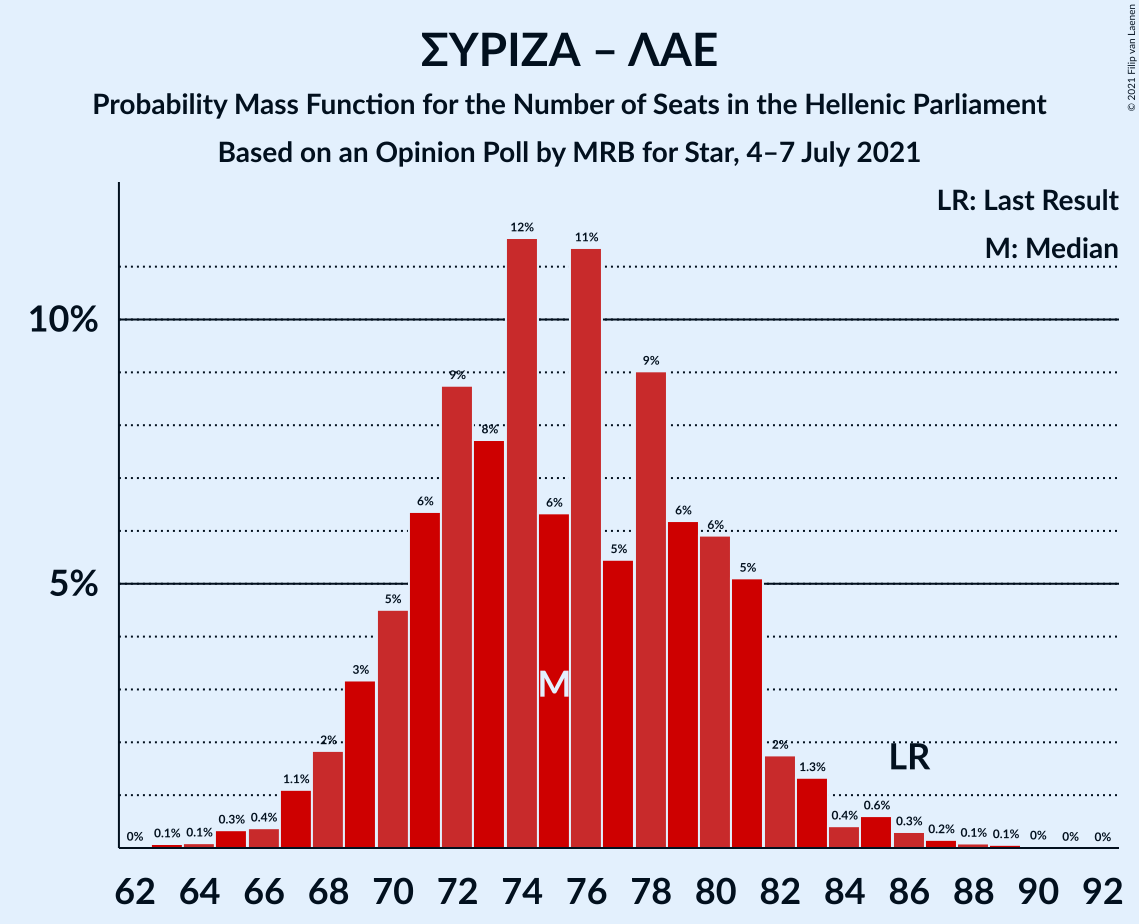 ΣΥΡΙΖΑ – ΛΑΕ
Probability Mass Function for the Number of Seats in the Hellenic Parliament
Based on an Opinion Poll by MRB for Star, 4–7 July 2021
© 2021 Filip van Laenen
LR: Last Result
M: Median
10%
5%
0% 0.1% 0.1% 0.3% 0.4% 1.1% 2% 3% 5% 6% 9% 8% 12% 6% 11% 5% 9% 6% 6% 5% 2% 1.3% 0.4% 0.6% 0.3% 0.2% 0.1% 0.1% 0% 0% 0%
M
LR
62 64 66 68 70 72 74 76 78 80 82 84 86 88 90 92